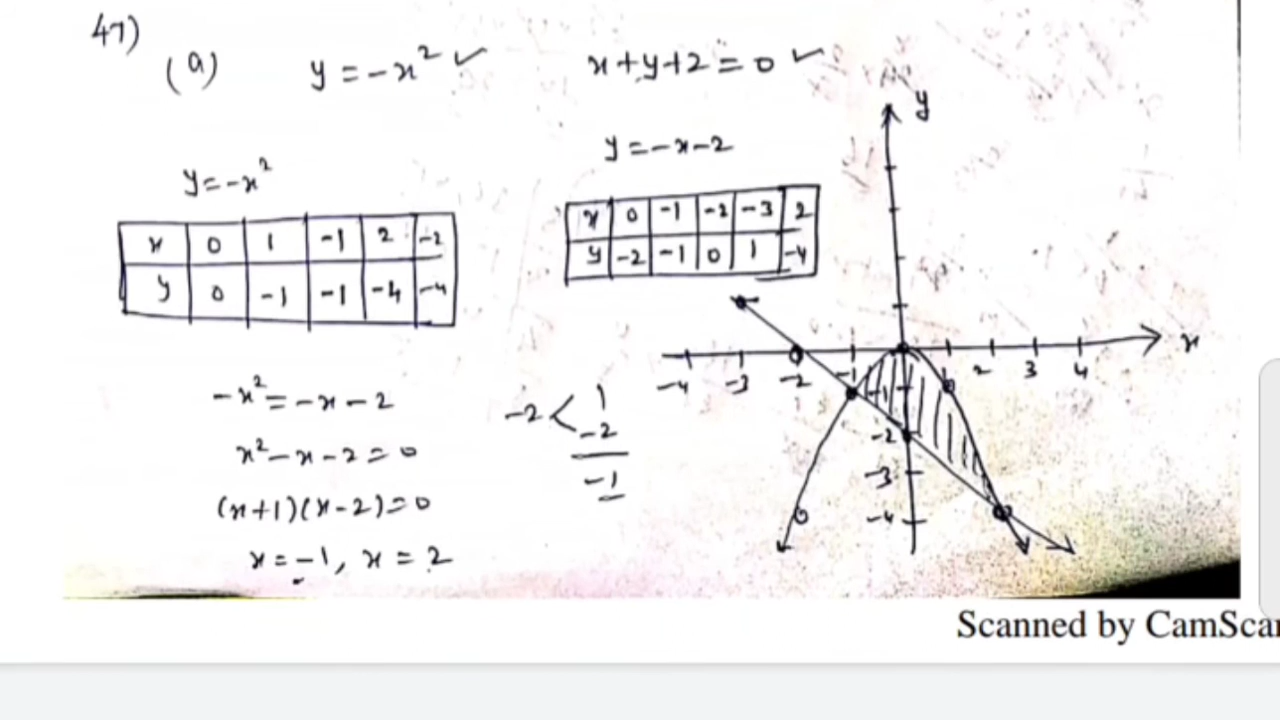 47)
(a) y = -x² ✓ x+y+2=0 ✓
y = -x-2
y = -x²
x 0 1 -1 2 -2
y 0 -1 -1 -4 -4
x 0 -1 -2 -3 2
y -2 -1 0 1 -4
-x² = -x-2
x²-x-2=0
(x+1)(x-2)=0
x = -1, x = 2
-2 < 1
-2
-1
y
x
-4 -3 -2 -1 2 3 4
-1
-2
-3
-4
Scanned by CamScan